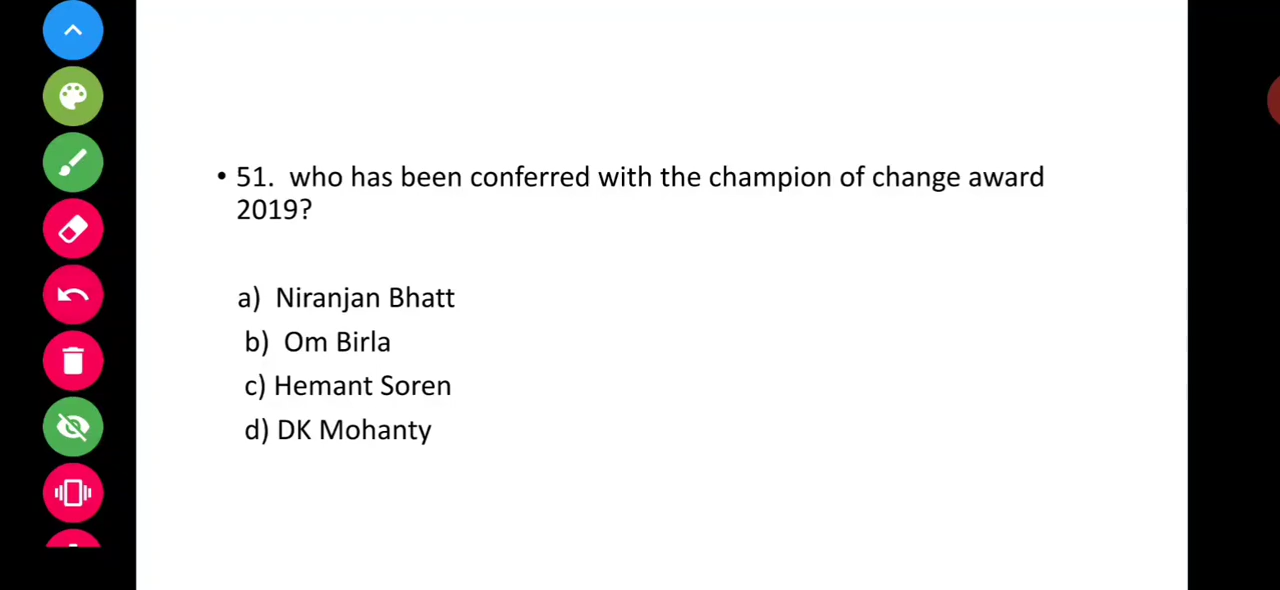 • 51. who has been conferred with the champion of change award
2019?
a) Niranjan Bhatt
b) Om Birla
c) Hemant Soren
d) DK Mohanty